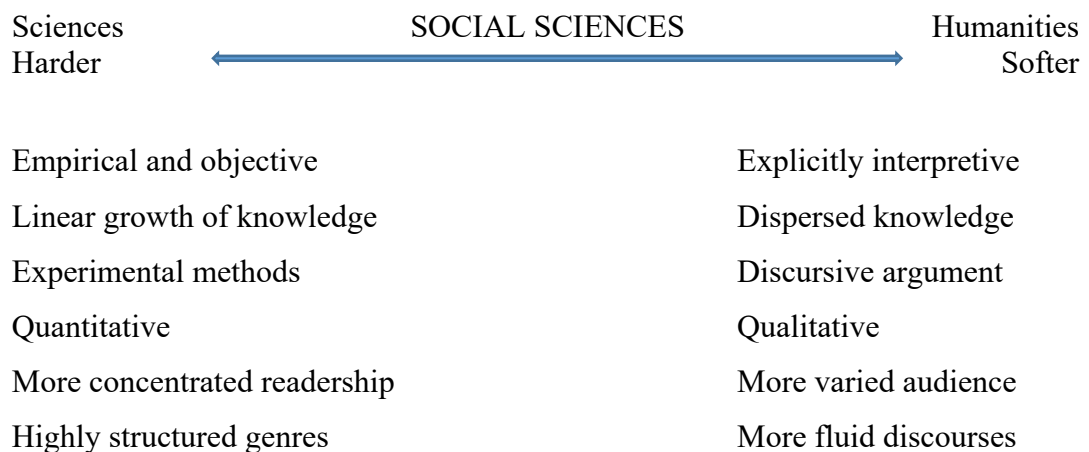 Sciences SOCIAL SCIENCES Humanities
Harder Softer
Empirical and objective Explicitly interpretive
Linear growth of knowledge Dispersed knowledge
Experimental methods Discursive argument
Quantitative Qualitative
More concentrated readership More varied audience
Highly structured genres More fluid discourses